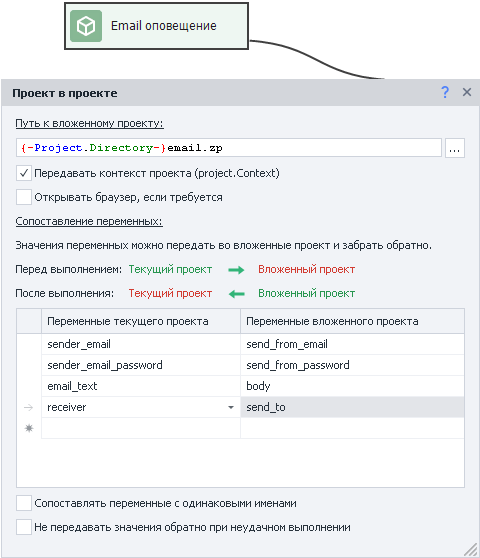 Email оповещение
Проект в проекте
Путь к вложенному проекту:
{-Project.Directory-}email.zp
...
Передавать контекст проекта (project.Context)
Открывать браузер, если требуется
Сопоставление переменных:
Значения переменных можно передать во вложенные проект и забрать обратно.
Перед выполнением: Текущий проект → Вложенный проект
После выполнения: Текущий проект ← Вложенный проект
Переменные текущего проекта Переменные вложенного проекта
sender_email send_from_email
sender_email_password send_from_password
email_text body
receiver send_to
Сопоставлять переменные с одинаковыми именами
Не передавать значения обратно при неудачном выполнении